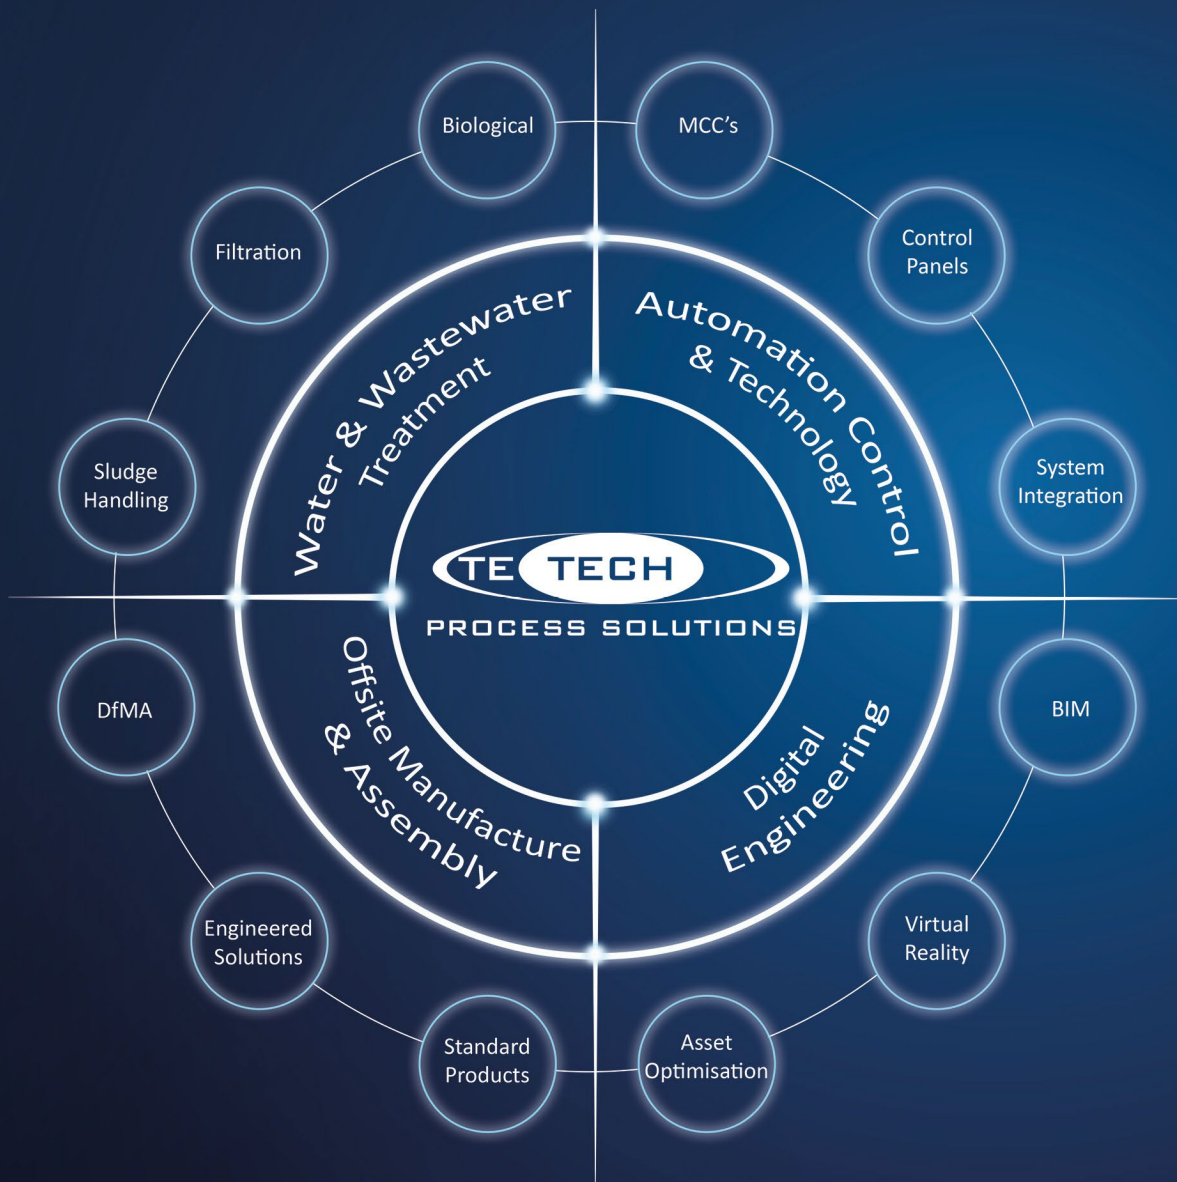 Biological
MCC's
Filtration
Control
Panels
Water & Wastewater
Treatment
Automation Control
& Technology
Sludge
Handling
System
Integration
TE TECH
PROCESS SOLUTIONS
Offsite Manufacture
& Assembly
Digital
Engineering
DfMA
BIM
Engineered
Solutions
Virtual
Reality
Standard
Products
Asset
Optimisation